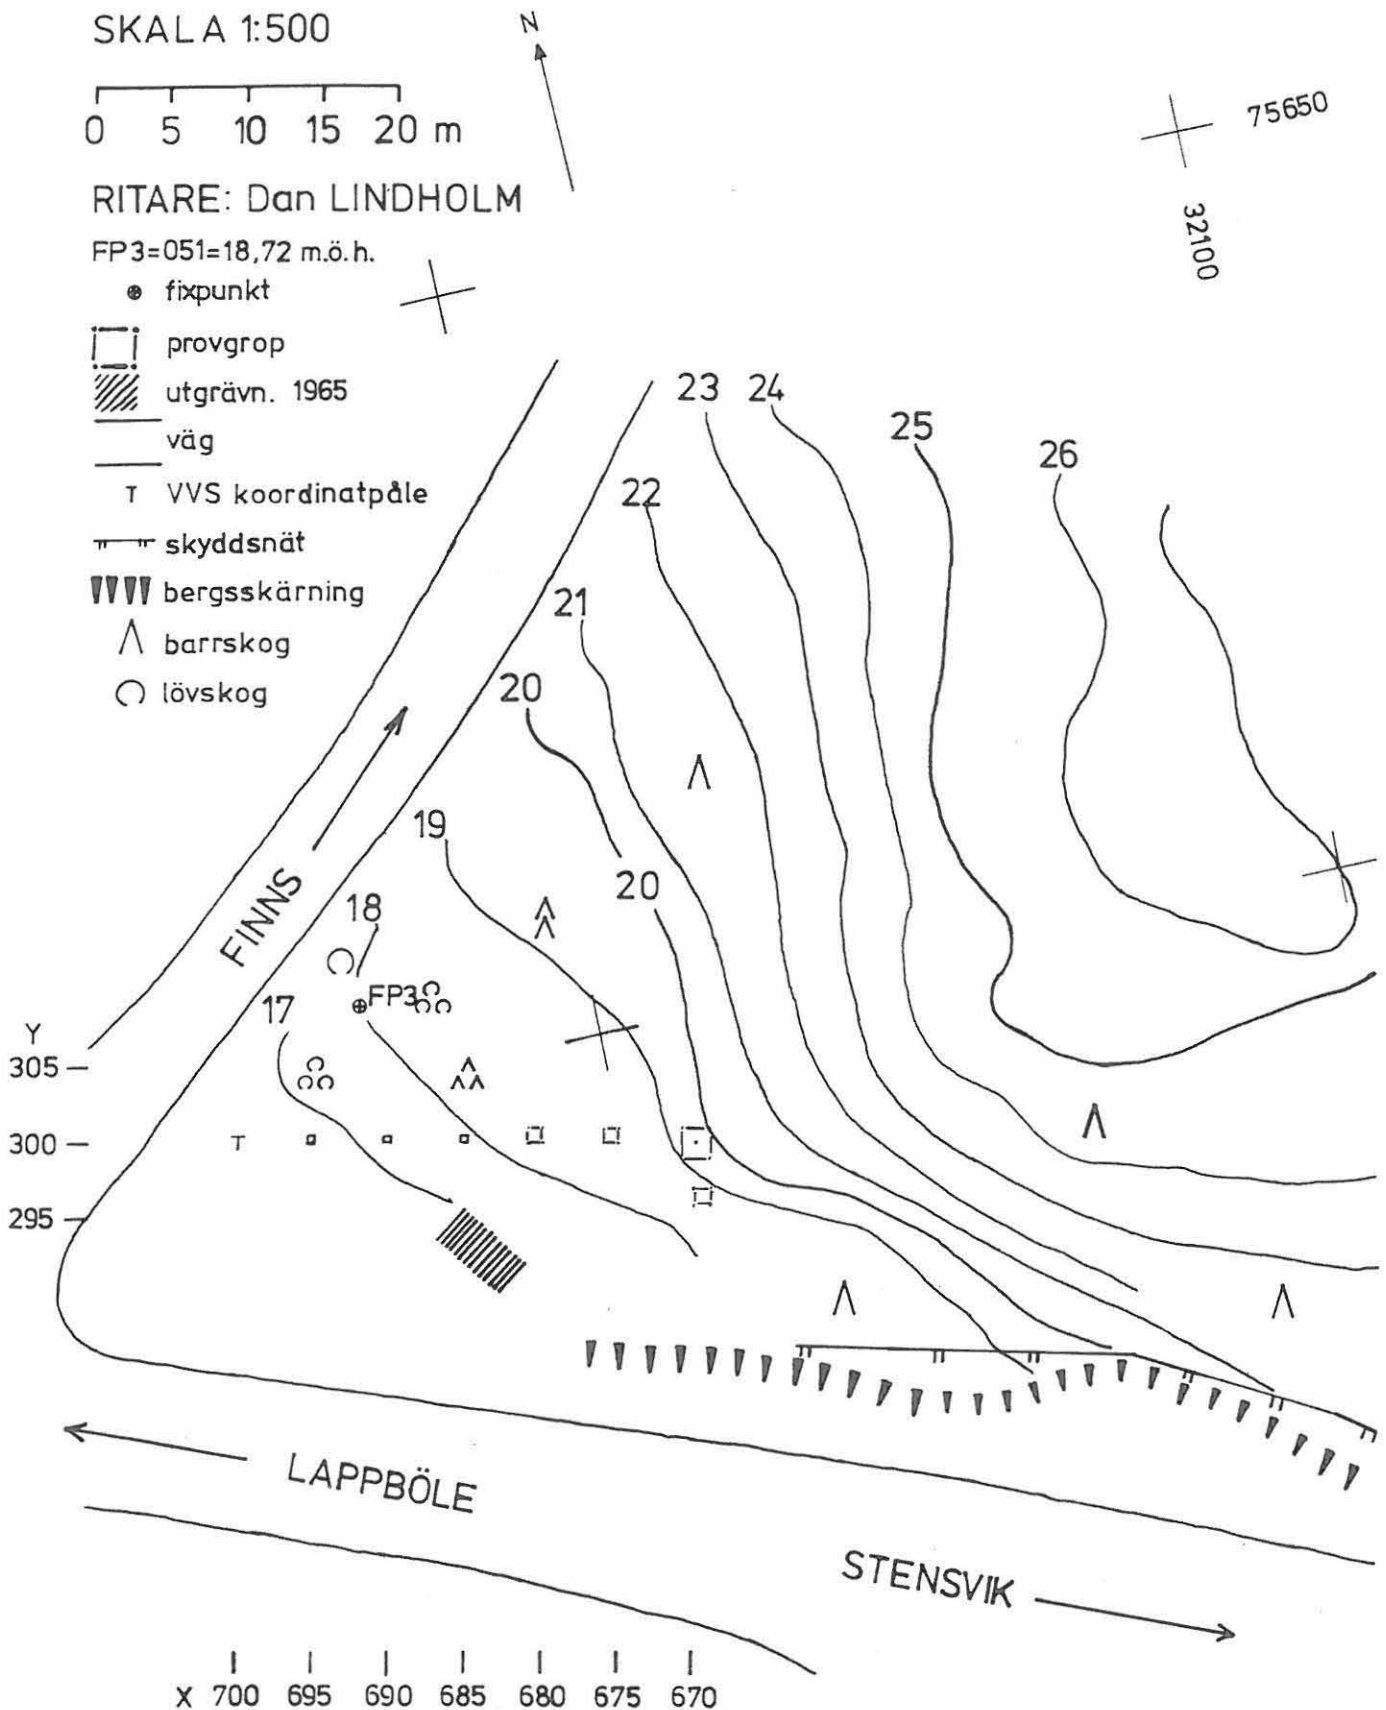 SKALA 1:500
0 5 10 15 20 m
N
75650
32100
RITARE: Dan LINDHOLM
FP3=051=18,72 m.ö.h.
fixpunkt
provgrop
utgrävn. 1965
väg
VVS koordinatpåle
skyddsnät
bergsskärning
barrskog
lövskog
23 24
25
26
22
21
20
19
20
18
FINNS
FP3
17
Y
305
300
295
LAPPBÖLE
STENSVIK
X 700 695 690 685 680 675 670